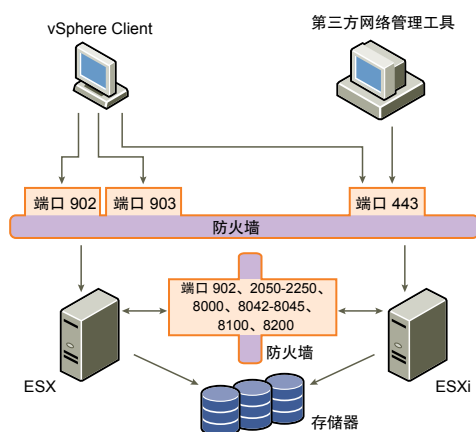 vSphere Client
第三方网络管理工具
端口 902
端口 903
端口 443
防火墙
端口 902、2050-2250、
8000、8042-8045、
8100、8200
防火墙
ESX
ESXi
存储器